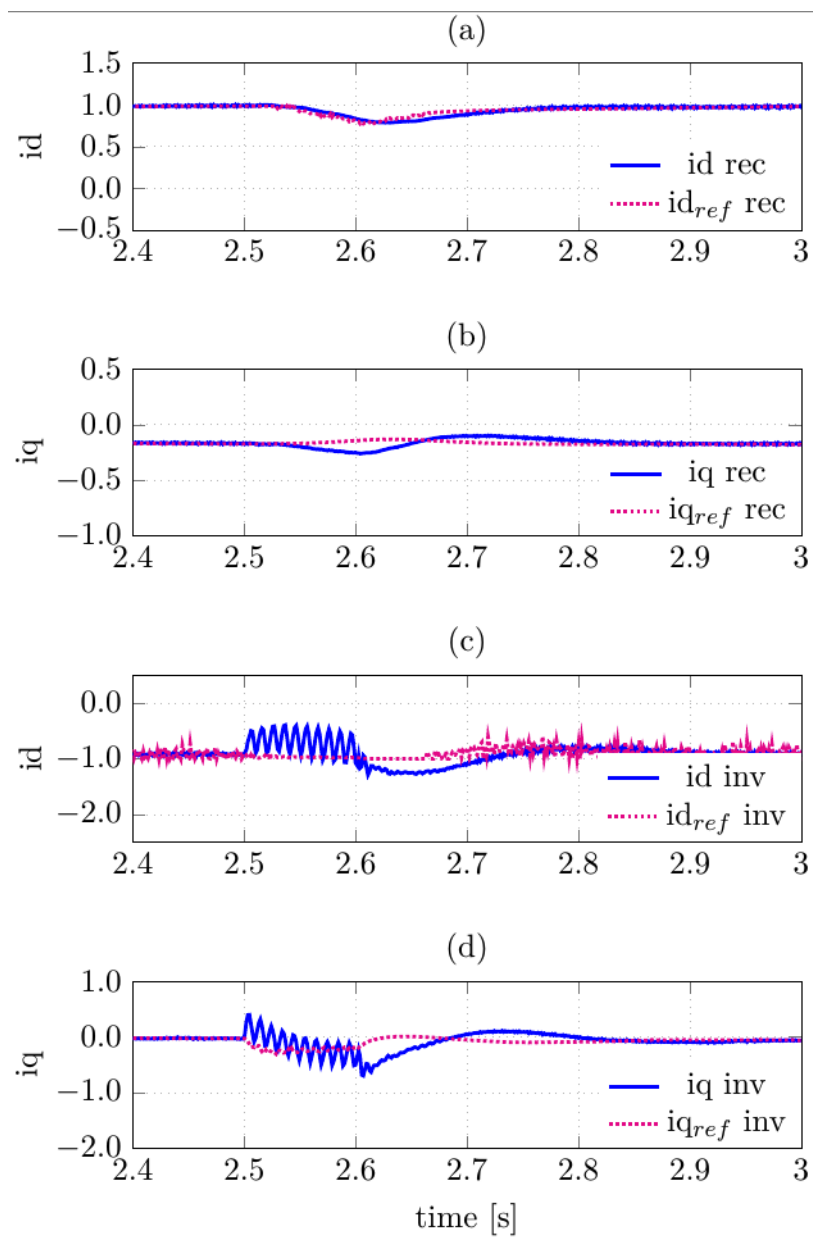 (a)
1.5
1.0
0.5
0.0
−0.5
id
id rec
id_ref rec
2.4 2.5 2.6 2.7 2.8 2.9 3
(b)
0.5
0.0
−0.5
−1.0
iq
iq rec
iq_ref rec
2.4 2.5 2.6 2.7 2.8 2.9 3
(c)
0.0
−1.0
−2.0
id
id inv
id_ref inv
2.4 2.5 2.6 2.7 2.8 2.9 3
(d)
1.0
0.0
−1.0
−2.0
iq
iq inv
iq_ref inv
2.4 2.5 2.6 2.7 2.8 2.9 3
time [s]